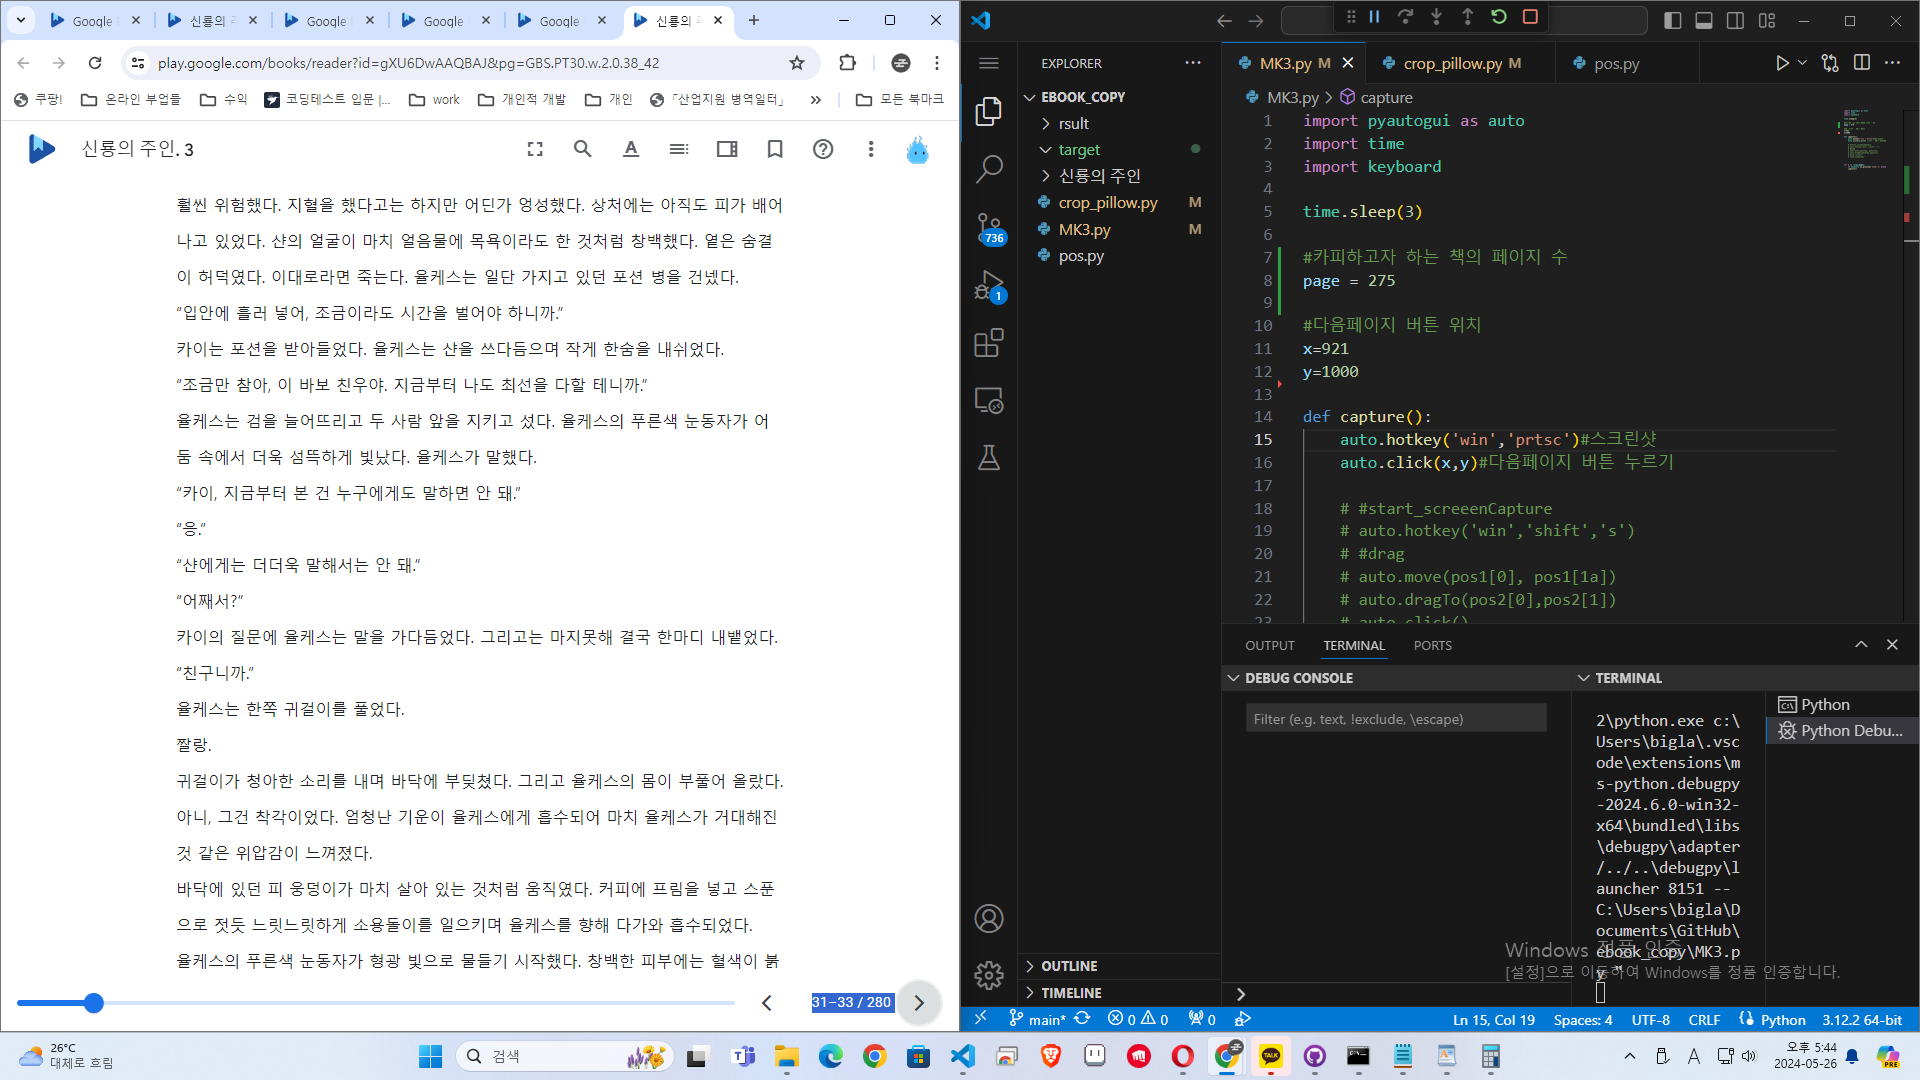 Google
신룡의 주
Google
Google
Google
신룡의 주
play.google.com/books/reader?id=gXU6DwAAQBAJ&pg=GBS.PT30.w.2.0.38_42
쿠팡!
온라인 부업들
수익
코딩테스트 입문 |...
work
개인적 개발
개인
「산업지원 병역일터」
모든 북마크
신룡의 주인. 3
훨씬 위험했다. 지혈을 했다고는 하지만 어딘가 엉성했다. 상처에는 아직도 피가 배어
나고 있었다. 샨의 얼굴이 마치 얼음물에 목욕이라도 한 것처럼 창백했다. 옅은 숨결
이 허덕였다. 이대로라면 죽는다. 율케스는 일단 가지고 있던 포션 병을 건넸다.
“입안에 흘러 넣어, 조금이라도 시간을 벌어야 하니까.”
카이는 포션을 받아들었다. 율케스는 샨을 쓰다듬으며 작게 한숨을 내쉬었다.
“조금만 참아, 이 바보 친우야. 지금부터 나도 최선을 다할 테니까.”
율케스는 검을 늘어뜨리고 두 사람 앞을 지키고 섰다. 율케스의 푸른색 눈동자가 어
둠 속에서 더욱 섬뜩하게 빛났다. 율케스가 말했다.
“카이, 지금부터 본 건 누구에게도 말하면 안 돼.”
“응.”
“샨에게는 더더욱 말해서는 안 돼.”
“어째서?”
카이의 질문에 율케스는 말을 가다듬었다. 그리고는 마지못해 결국 한마디 내뱉었다.
“친구니까.”
율케스는 한쪽 귀걸이를 풀었다.
짤랑.
귀걸이가 청아한 소리를 내며 바닥에 부딪쳤다. 그리고 율케스의 몸이 부풀어 올랐다.
아니, 그건 착각이었다. 엄청난 기운이 율케스에게 흡수되어 마치 율케스가 거대해진
것 같은 위압감이 느껴졌다.
바닥에 있던 피 웅덩이가 마치 살아 있는 것처럼 움직였다. 커피에 프림을 넣고 스푼
으로 젓듯 느릿느릿하게 소용돌이를 일으키며 율케스를 향해 다가와 흡수되었다.
율케스의 푸른색 눈동자가 형광 빛으로 물들기 시작했다. 창백한 피부에는 혈색이 붉
31–33 / 280
EXPLORER
EBOOK_COPY
rsult
target
신룡의 주인
crop_pillow.py M
MK3.py M
pos.py
736
1
OUTLINE
TIMELINE
MK3.py M
crop_pillow.py M
pos.py
MK3.py > capture
1 import pyautogui as auto
2 import time
3 import keyboard
4
5 time.sleep(3)
6
7 #카피하고자 하는 책의 페이지 수
8 page = 275
9
10 #다음페이지 버튼 위치
11 x=921
12 y=1000
13
14 def capture():
15 auto.hotkey('win','prtsc')#스크린샷
16 auto.click(x,y)#다음페이지 버튼 누르기
17
18 # #start_screeenCapture
19 # auto.hotkey('win','shift','s')
20 # #drag
21 # auto.move(pos1[0], pos1[1a])
22 # auto.dragTo(pos2[0],pos2[1])
23 # auto.click()
OUTPUT
TERMINAL
PORTS
DEBUG CONSOLE
Filter (e.g. text, !exclude, \escape)
TERMINAL
2\python.exe c:\
Users\bigla\.vsc
ode\extensions\m
s-python.debugpy
-2024.6.0-win32-
x64\bundled\libs
\debugpy\adapter
/../..\debugpy\l
auncher 8151 --
C:\Users\bigla\D
ocuments\GitHub\
ebook_copy\MK3.p
y "
Python
Python Debu...
Windows 정품 인증
[설정]으로 이동하여 Windows를 정품 인증합니다.
main*
0 0
0
Ln 15, Col 19
Spaces: 4
UTF-8
CRLF
Python
3.12.2 64-bit
26°C
대체로 흐림
검색
TALK
A
오후 5:44
2024-05-26
PRE